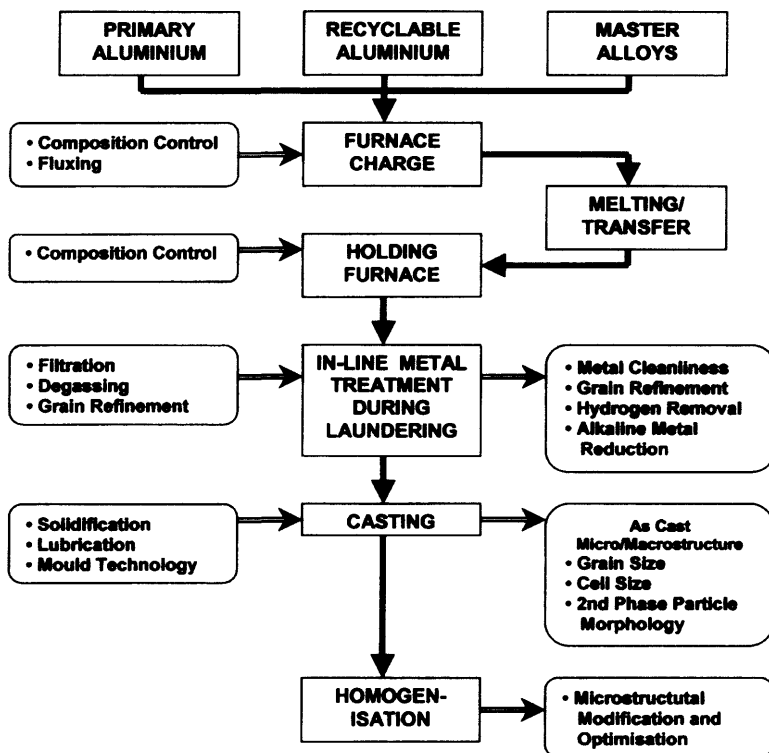 PRIMARY
ALUMINIUM
RECYCLABLE
ALUMINIUM
MASTER
ALLOYS
• Composition Control
• Fluxing
FURNACE
CHARGE
MELTING/
TRANSFER
• Composition Control
HOLDING
FURNACE
• Filtration
• Degassing
• Grain Refinement
IN-LINE METAL
TREATMENT
DURING
LAUNDERING
• Metal Cleanliness
• Grain Refinement
• Hydrogen Removal
• Alkaline Metal
Reduction
• Solidification
• Lubrication
• Mould Technology
CASTING
As Cast
Micro/Macrostructure
• Grain Size
• Cell Size
• 2nd Phase Particle
Morphology
HOMOGEN-
ISATION
• Microstructutal
Modification and
Optimisation